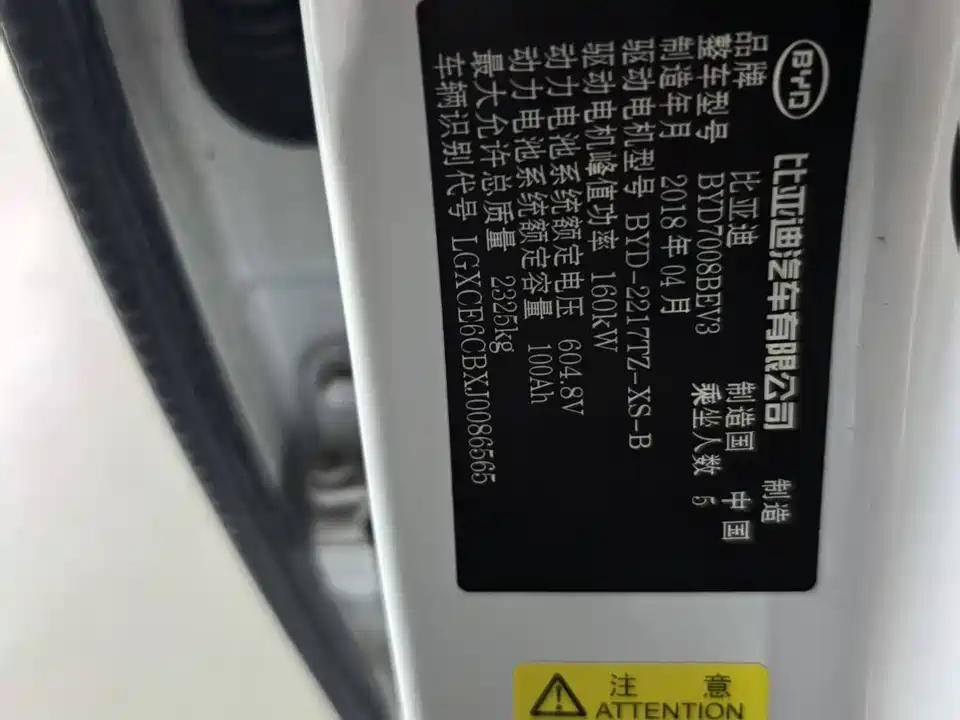 BYD 比亚迪汽车有限公司 制造
品牌 比亚迪 制造国 中国
整车型号 BYD7008BEV3 乘坐人数 5
制造年月 2018年04月
驱动电机型号 BYD-2217TZ-XS-B
驱动电机峰值功率 160kW
动力电池系统额定电压 604.8V
动力电池系统额定容量 100Ah
最大允许总质量 2325kg
车辆识别代号 LGXCE6CBXJ0086565
注 意
ATTENTION